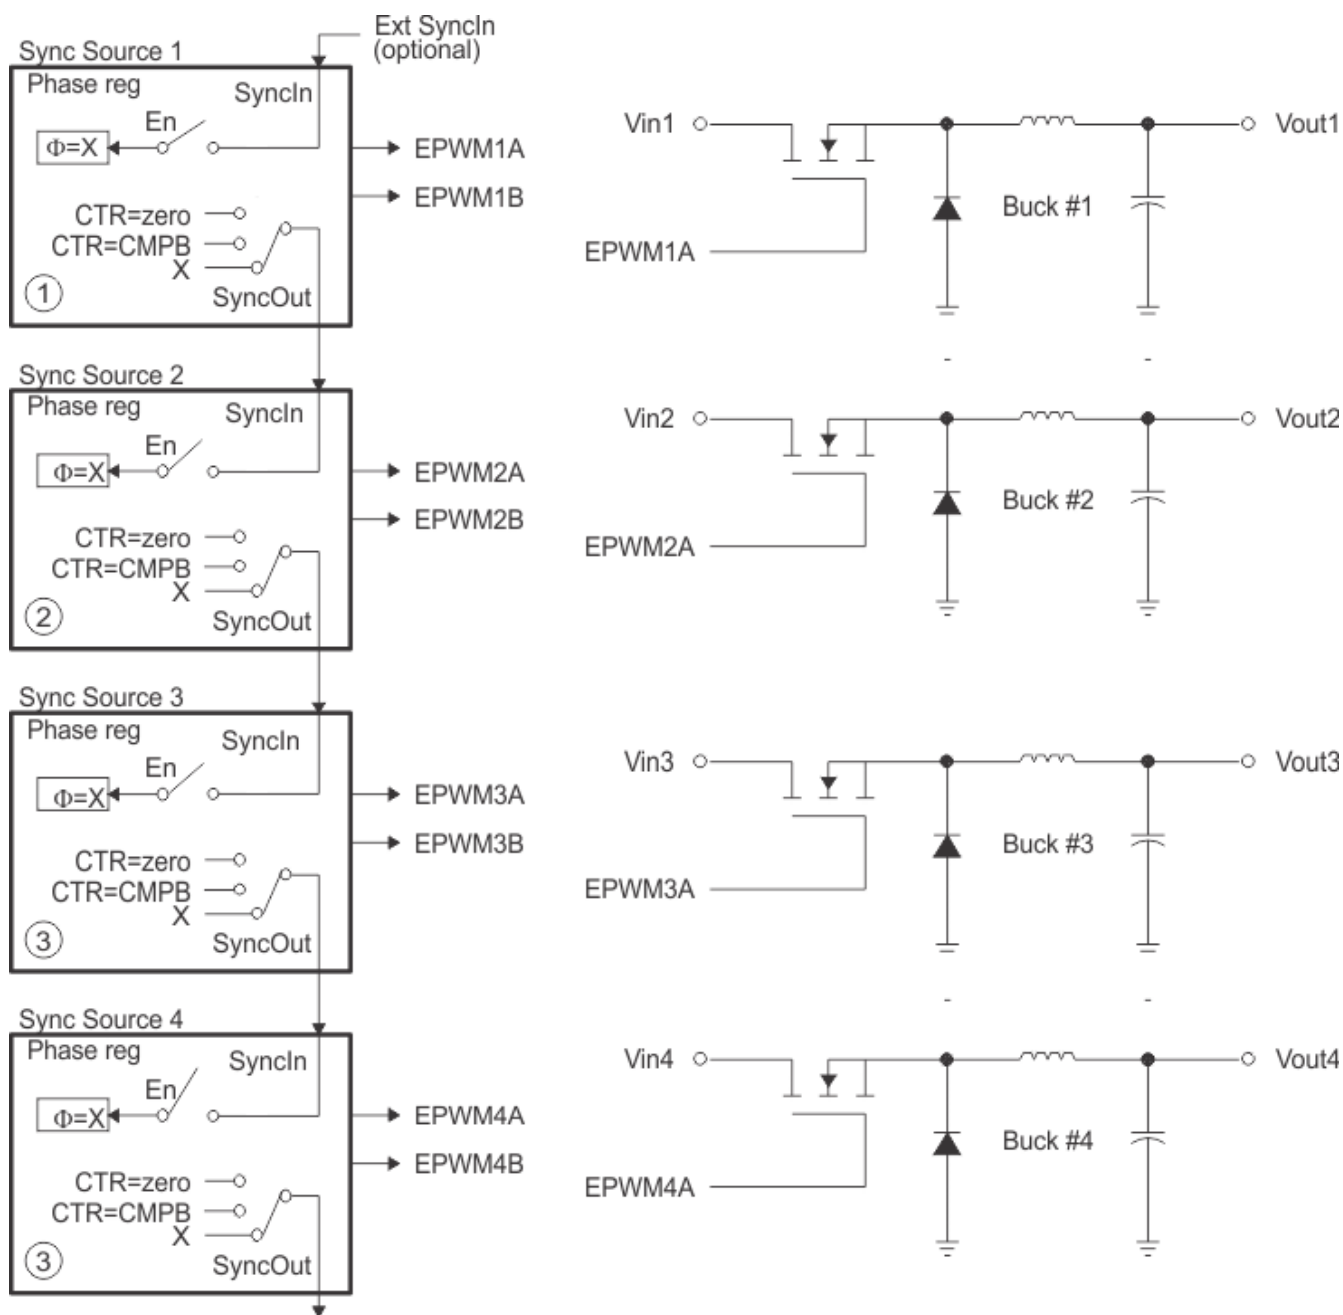 Ext SyncIn
(optional)
Sync Source 1
Phase reg
SyncIn
En
Φ=X
EPWM1A
EPWM1B
CTR=zero
CTR=CMPB
X
SyncOut
1
Vin1
Vout1
Buck #1
EPWM1A
Sync Source 2
Phase reg
SyncIn
En
Φ=X
EPWM2A
EPWM2B
CTR=zero
CTR=CMPB
X
SyncOut
2
Vin2
Vout2
Buck #2
EPWM2A
Sync Source 3
Phase reg
SyncIn
En
Φ=X
EPWM3A
EPWM3B
CTR=zero
CTR=CMPB
X
SyncOut
3
Vin3
Vout3
Buck #3
EPWM3A
Sync Source 4
Phase reg
SyncIn
En
Φ=X
EPWM4A
EPWM4B
CTR=zero
CTR=CMPB
X
SyncOut
3
Vin4
Vout4
Buck #4
EPWM4A